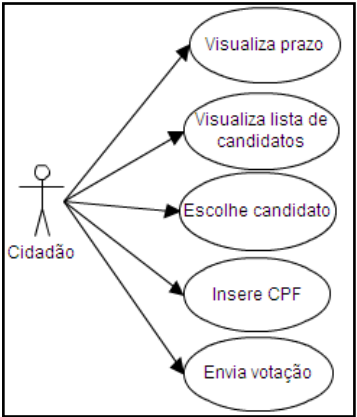 Visualiza prazo
Visualiza lista de
candidatos
Escolhe candidato
Cidadão
Insere CPF
Envia votação